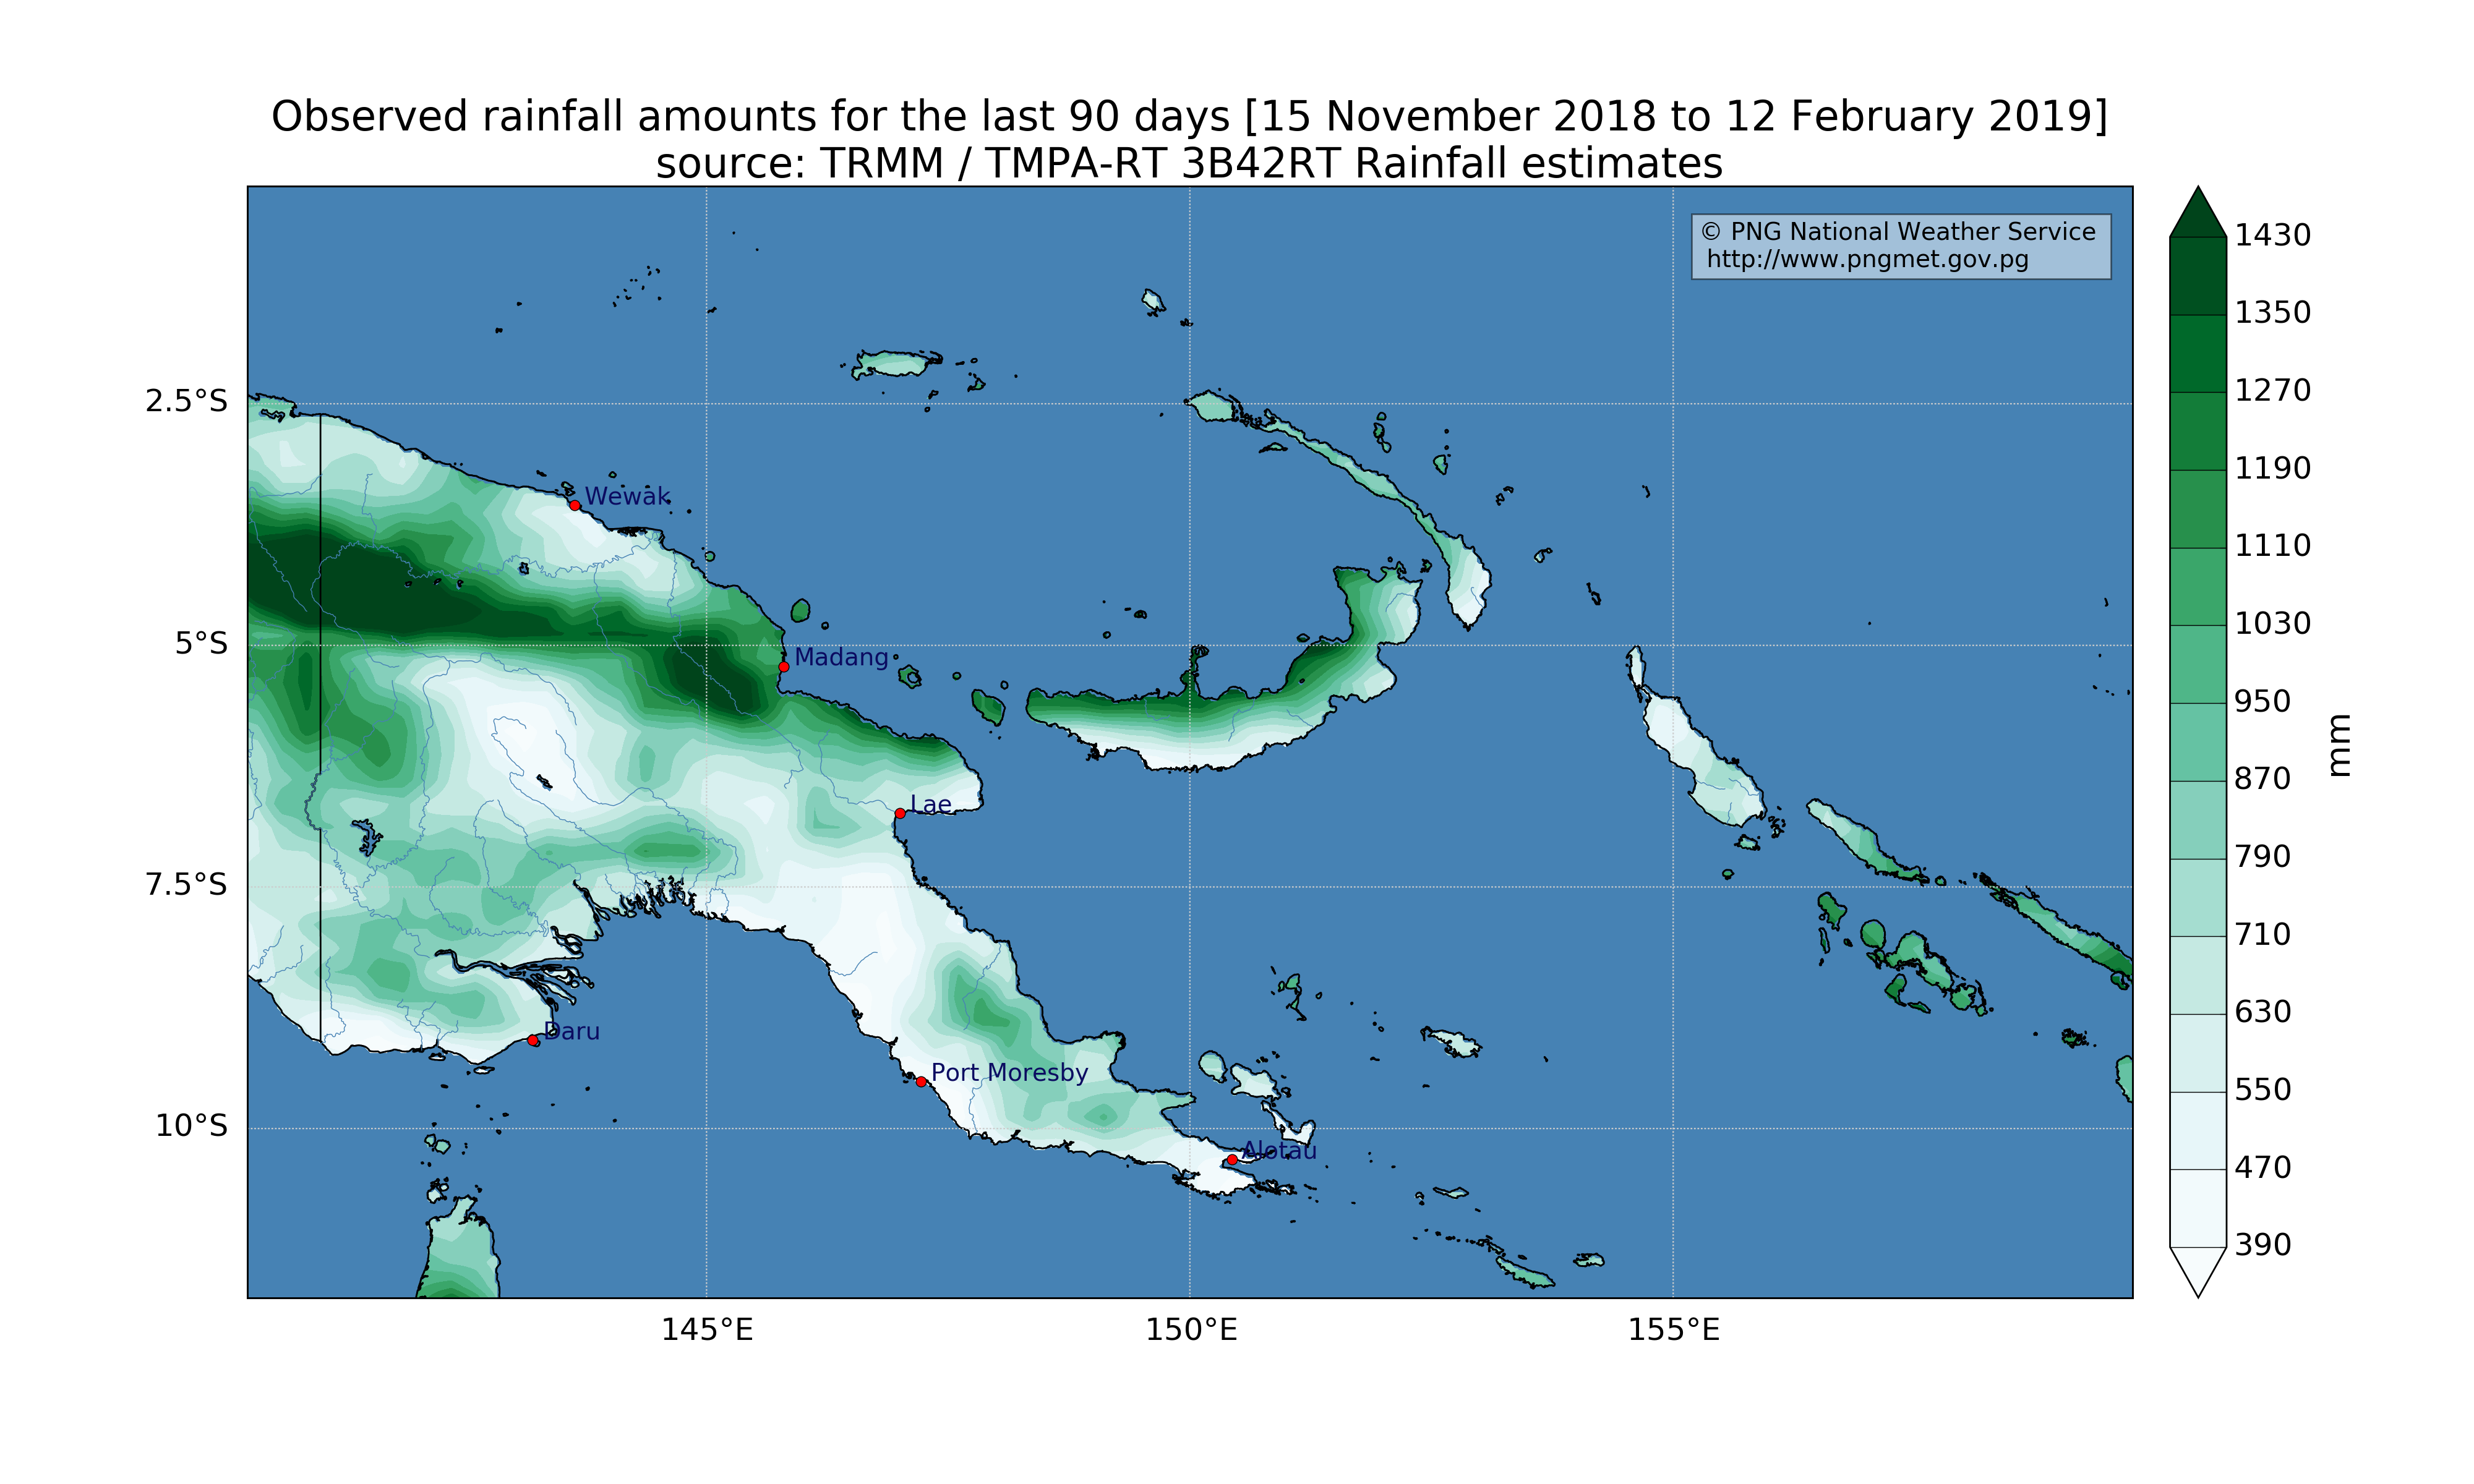 Observed rainfall amounts for the last 90 days [15 November 2018 to 12 February 2019]
source: TRMM / TMPA-RT 3B42RT Rainfall estimates
© PNG National Weather Service
http://www.pngmet.gov.pg
1430
1350
1270
1190
1110
1030
950
870
790
710
630
550
470
390
mm
2.5°S
5°S
7.5°S
10°S
Wewak
Madang
Lae
Daru
Port Moresby
Alotau
145°E
150°E
155°E